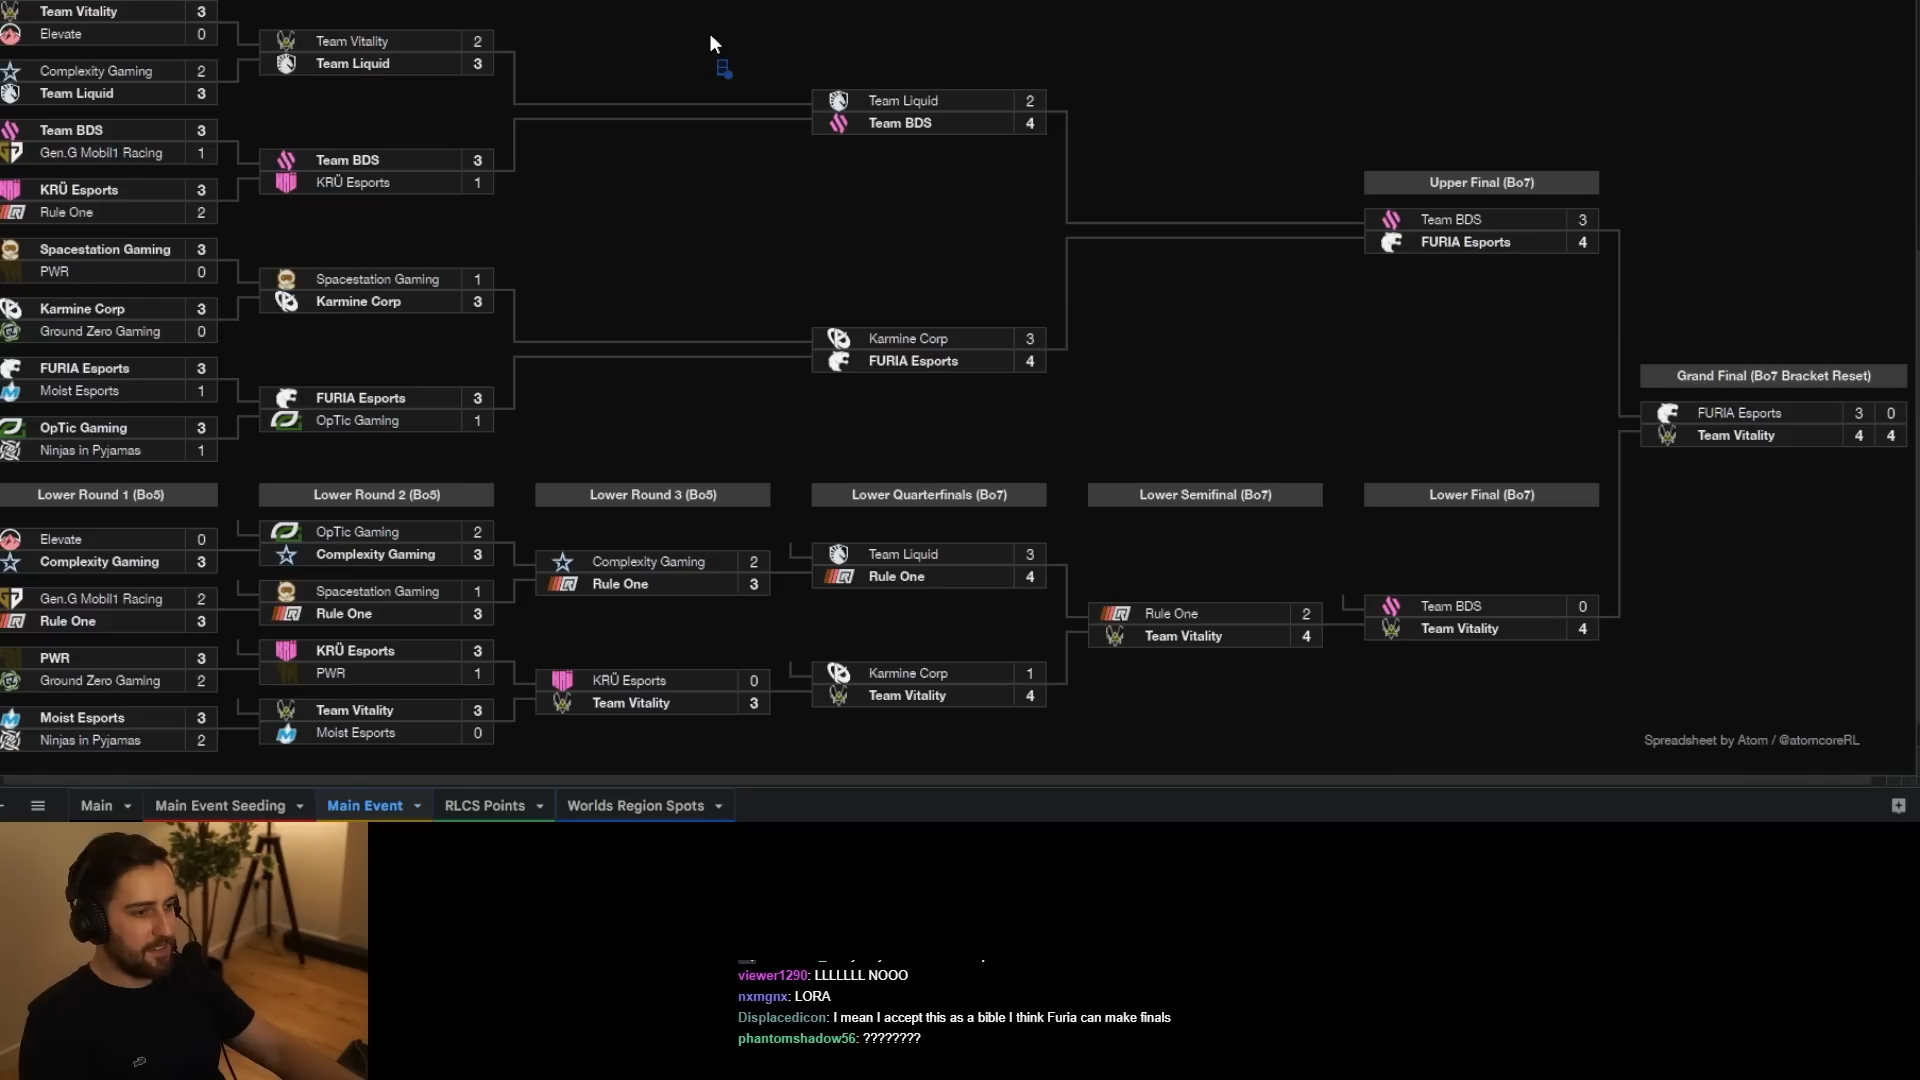 Team Vitality 3
Elevate 0
Complexity Gaming 2
Team Liquid 3
Team BDS 3
Gen.G Mobil1 Racing 1
KRÜ Esports 3
Rule One 2
Spacestation Gaming 3
PWR 0
Karmine Corp 3
Ground Zero Gaming 0
FURIA Esports 3
Moist Esports 1
OpTic Gaming 3
Ninjas in Pyjamas 1
Team Vitality 2
Team Liquid 3
Team BDS 3
KRÜ Esports 1
Spacestation Gaming 1
Karmine Corp 3
FURIA Esports 3
OpTic Gaming 1
Team Liquid 2
Team BDS 4
Karmine Corp 3
FURIA Esports 4
Upper Final (Bo7)
Team BDS 3
FURIA Esports 4
Grand Final (Bo7 Bracket Reset)
FURIA Esports 3 0
Team Vitality 4 4
Lower Round 1 (Bo5)
Elevate 0
Complexity Gaming 3
Gen.G Mobil1 Racing 2
Rule One 3
PWR 3
Ground Zero Gaming 2
Moist Esports 3
Ninjas in Pyjamas 2
Lower Round 2 (Bo5)
OpTic Gaming 2
Complexity Gaming 3
Spacestation Gaming 1
Rule One 3
KRÜ Esports 3
PWR 1
Team Vitality 3
Moist Esports 0
Lower Round 3 (Bo5)
Complexity Gaming 2
Rule One 3
KRÜ Esports 0
Team Vitality 3
Lower Quarterfinals (Bo7)
Team Liquid 3
Rule One 4
Karmine Corp 1
Team Vitality 4
Lower Semifinal (Bo7)
Rule One 2
Team Vitality 4
Lower Final (Bo7)
Team BDS 0
Team Vitality 4
Spreadsheet by Atom / @atomcoreRL
Main Main Event Seeding Main Event RLCS Points Worlds Region Spots
viewer1290: LLLLLLL NOOO
nxmgnx: LORA
Displacedicon: I mean I accept this as a bible I think Furia can make finals
phantomshadow56: ????????